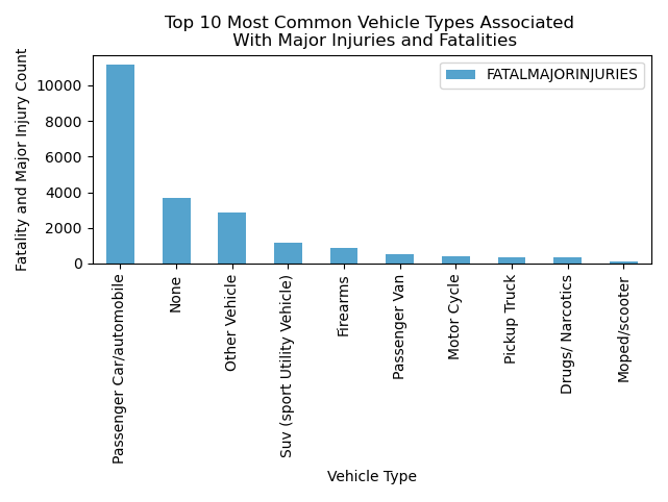 Top 10 Most Common Vehicle Types Associated
With Major Injuries and Fatalities
Fatality and Major Injury Count
10000
8000
6000
4000
2000
0
FATALMAJORINJURIES
Passenger Car/automobile
None
Other Vehicle
Suv (sport Utility Vehicle)
Firearms
Passenger Van
Motor Cycle
Pickup Truck
Drugs/ Narcotics
Moped/scooter
Vehicle Type